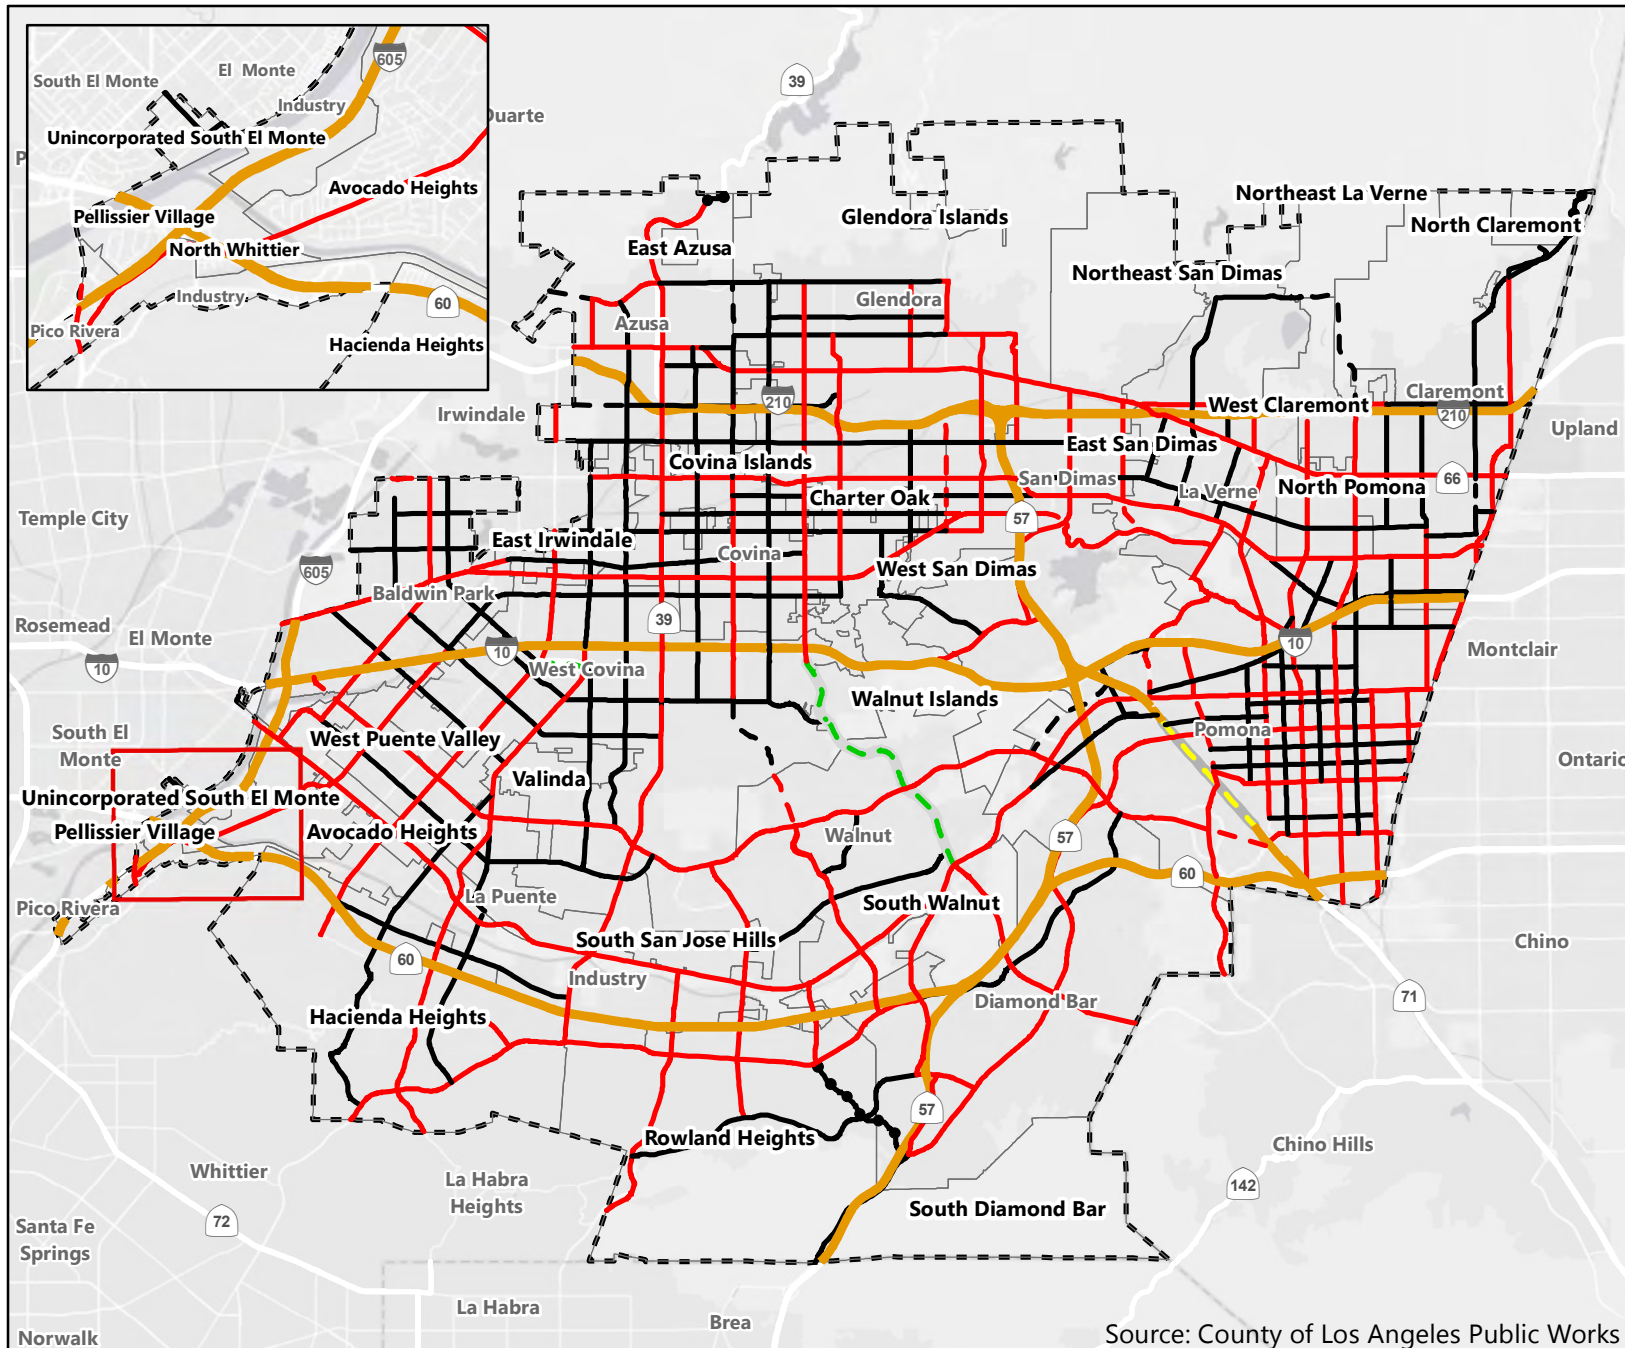 South El Monte
El Monte
605
Industry
Unincorporated South El Monte
Avocado Heights
Pellissier Village
North Whittier
Industry
60
Pico Rivera
Hacienda Heights
39
Duarte
P
Northeast La Verne
Glendora Islands
North Claremont
East Azusa
Northeast San Dimas
Glendora
Azusa
Claremont
210
West Claremont
210
Irwindale
Upland
East San Dimas
Covina Islands
San Dimas
66
North Pomona
La Verne
Charter Oak
Temple City
57
East Irwindale
Covina
West San Dimas
605
Baldwin Park
39
Rosemead
El Monte
10
10
10
Montclair
West Covina
Walnut Islands
South El
Monte
Pomona
West Puente Valley
Ontario
Valinda
Unincorporated South El Monte
Pellissier Village
Avocado Heights
Walnut
57
60
La Puente
Pico Rivera
South Walnut
South San Jose Hills
Chino
60
Industry
71
Diamond Bar
Hacienda Heights
57
Rowland Heights
Chino Hills
Whittier
La Habra
Heights
142
72
South Diamond Bar
Santa Fe
Springs
La Habra
Brea
Norwalk
Source: County of Los Angeles Public Works